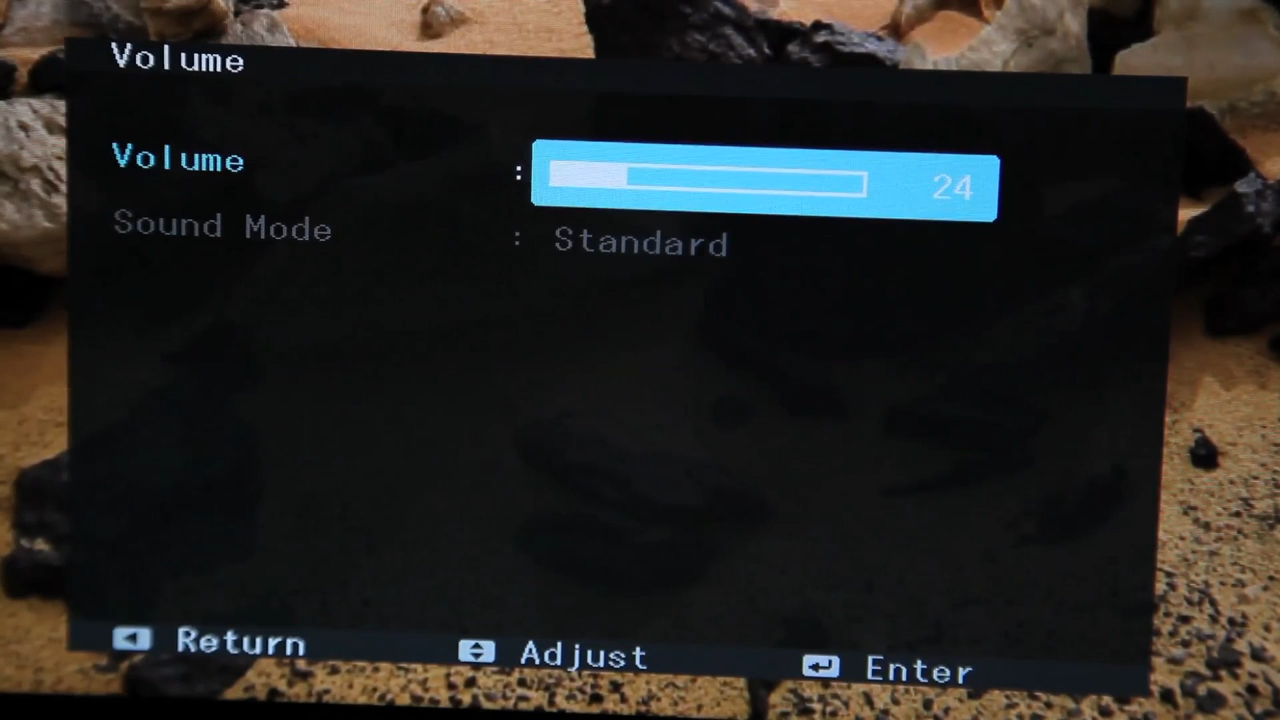 Volume
Volume : 24
Sound Mode : Standard
Return Adjust Enter